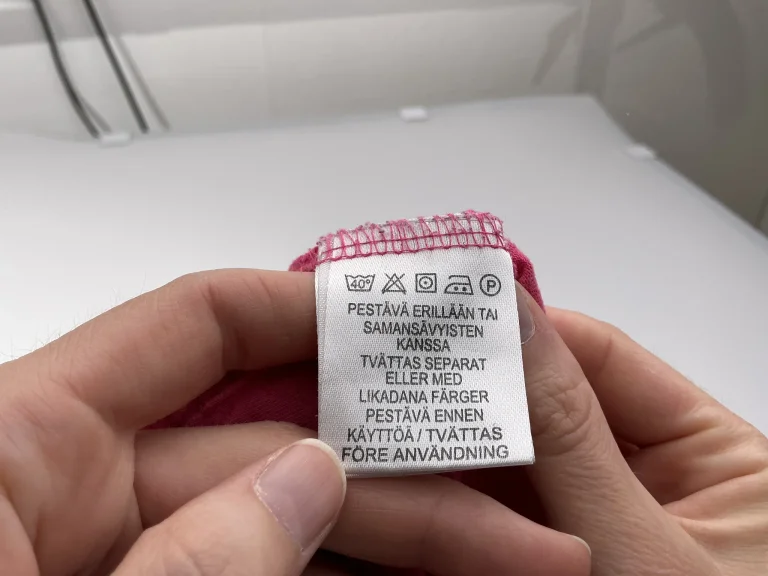 40° P
PESTÄVÄ ERILLÄÄN TAI
SAMANSÄVYISTEN
KANSSA
TVÄTTAS SEPARAT
ELLER MED
LIKADANA FÄRGER
PESTÄVÄ ENNEN
KÄYTTÖÄ / TVÄTTAS
FÖRE ANVÄNDNING